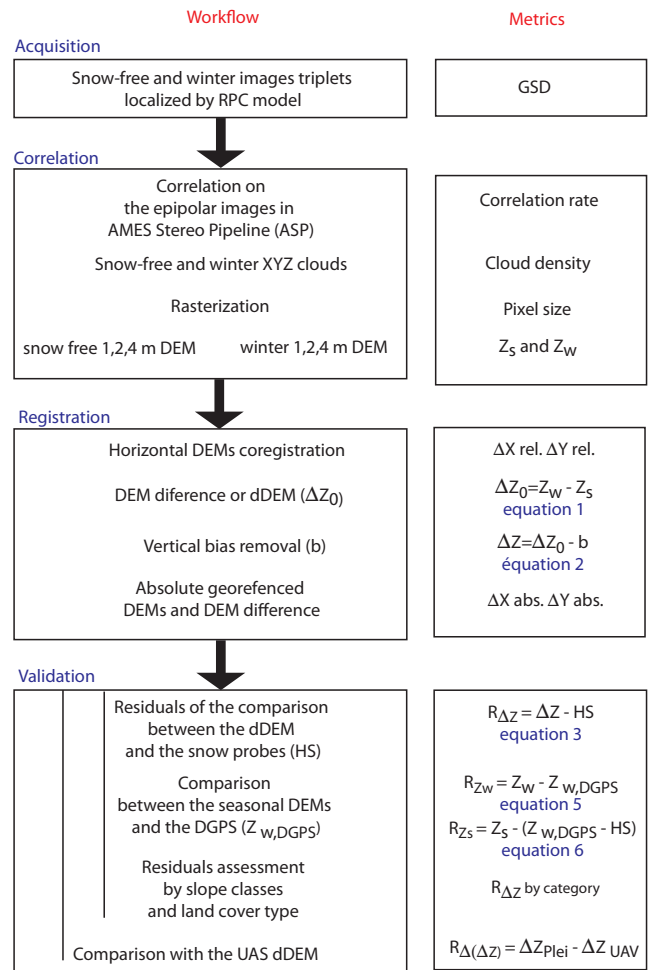 Workflow
Metrics
Acquisition
Snow-free and winter images triplets
localized by RPC model
GSD
Correlation
Correlation on
the epipolar images in
AMES Stereo Pipeline (ASP)
Correlation rate
Snow-free and winter XYZ clouds
Cloud density
Rasterization
Pixel size
snow free 1,2,4 m DEM
winter 1,2,4 m DEM
Zs and Zw
Registration
Horizontal DEMs coregistration
ΔX rel. ΔY rel.
DEM diference or dDEM (ΔZ0)
ΔZ0=Zw - Zs
equation 1
Vertical bias removal (b)
ΔZ=ΔZ0 - b
équation 2
Absolute georefenced
DEMs and DEM difference
ΔX abs. ΔY abs.
Validation
Residuals of the comparison
between the dDEM
and the snow probes (HS)
RΔZ = ΔZ - HS
equation 3
Comparison
between the seasonal DEMs
and the DGPS (Z w,DGPS)
RZw = Zw - Z w,DGPS
equation 5
RZs = Zs - (Z w,DGPS - HS)
equation 6
Residuals assessment
by slope classes
and land cover type
RΔZ by category
Comparison with the UAS dDEM
RΔ(ΔZ) = ΔZPlei - ΔZ UAV